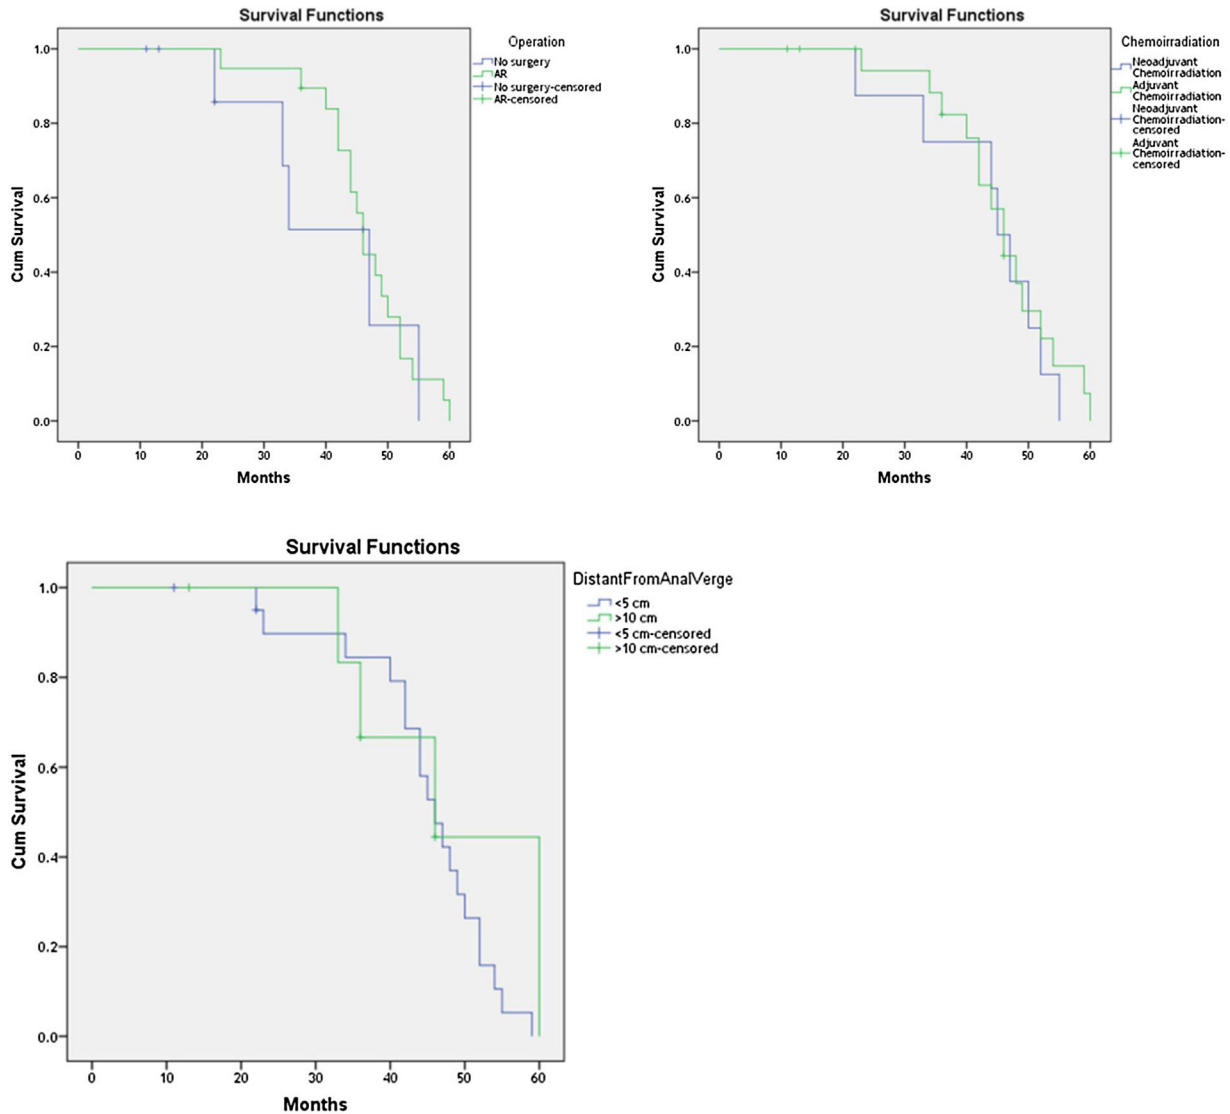 Survival Functions
Operation
No surgery
AR
No surgery-censored
AR-censored
Cum Survival
1.0
0.8
0.6
0.4
0.2
0.0
0 10 20 30 40 50 60
Months
Survival Functions
Chemoirradiation
Neoadjuvant
Chemoirradiation
Adjuvant
Chemoirradiation
Neoadjuvant
Chemoirradiation-
censored
Adjuvant
Chemoirradiation-
censored
Cum Survival
1.0
0.8
0.6
0.4
0.2
0.0
0 10 20 30 40 50 60
Months
Survival Functions
DistantFromAnalVerge
<5 cm
>10 cm
<5 cm-censored
>10 cm-censored
Cum Survival
1.0
0.8
0.6
0.4
0.2
0.0
0 10 20 30 40 50 60
Months